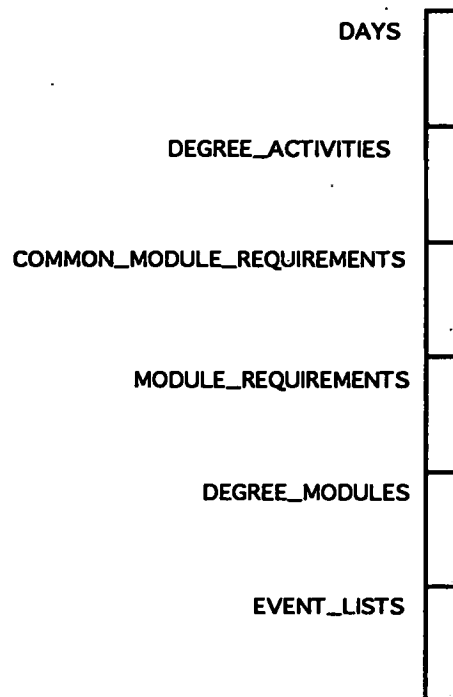 DAYS
DEGREE_ACTIVITIES
COMMON_MODULE_REQUIREMENTS
MODULE_REQUIREMENTS
DEGREE_MODULES
EVENT_LISTS